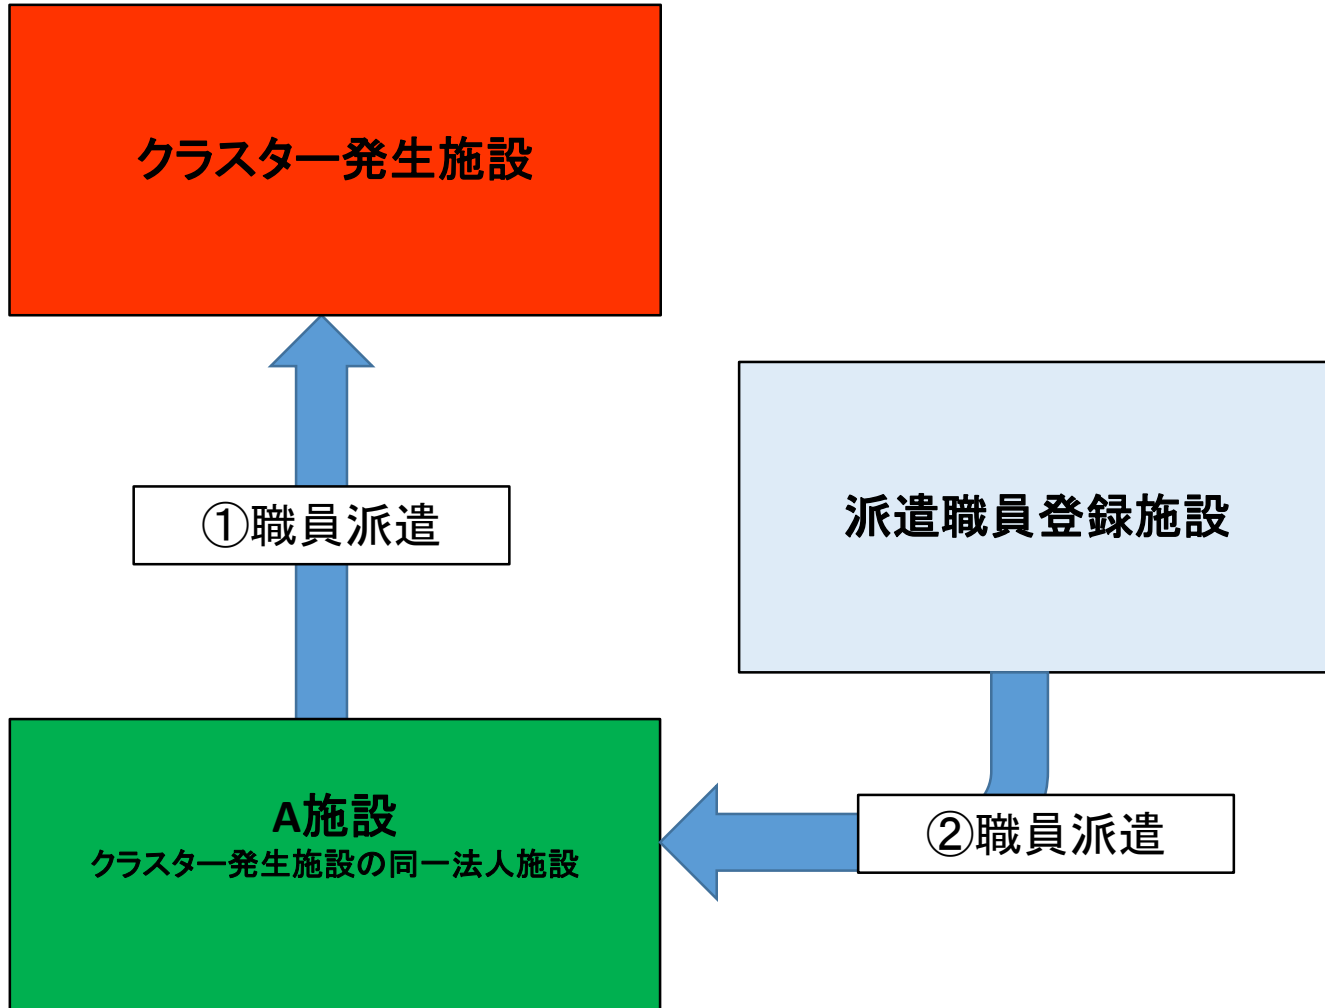 クラスター発生施設
①職員派遣
派遣職員登録施設
A施設
クラスター発生施設の同一法人施設
②職員派遣